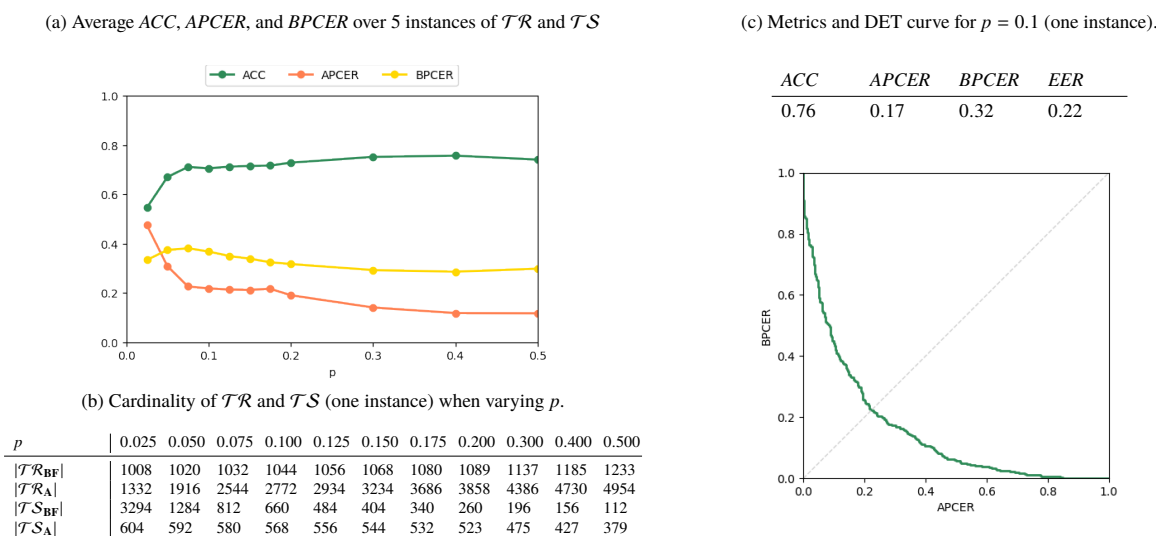 (a) Average ACC, APCER, and BPCER over 5 instances of 𝒯ℛ and 𝒯𝒮
ACC APCER BPCER
1.0
0.8
0.6
0.4
0.2
0.0
0.0 0.1 0.2 0.3 0.4 0.5
p
(b) Cardinality of 𝒯ℛ and 𝒯𝒮 (one instance) when varying p.
p 0.025 0.050 0.075 0.100 0.125 0.150 0.175 0.200 0.300 0.400 0.500
|𝒯ℛ_BF| 1008 1020 1032 1044 1056 1068 1080 1089 1137 1185 1233
|𝒯ℛ_A| 1332 1916 2544 2772 2934 3234 3686 3858 4386 4730 4954
|𝒯𝒮_BF| 3294 1284 812 660 484 404 340 260 196 156 112
|𝒯𝒮_A| 604 592 580 568 556 544 532 523 475 427 379
(c) Metrics and DET curve for p = 0.1 (one instance).
ACC APCER BPCER EER
0.76 0.17 0.32 0.22
1.0
0.8
0.6
0.4
0.2
0.0
BPCER
0.0 0.2 0.4 0.6 0.8 1.0
APCER